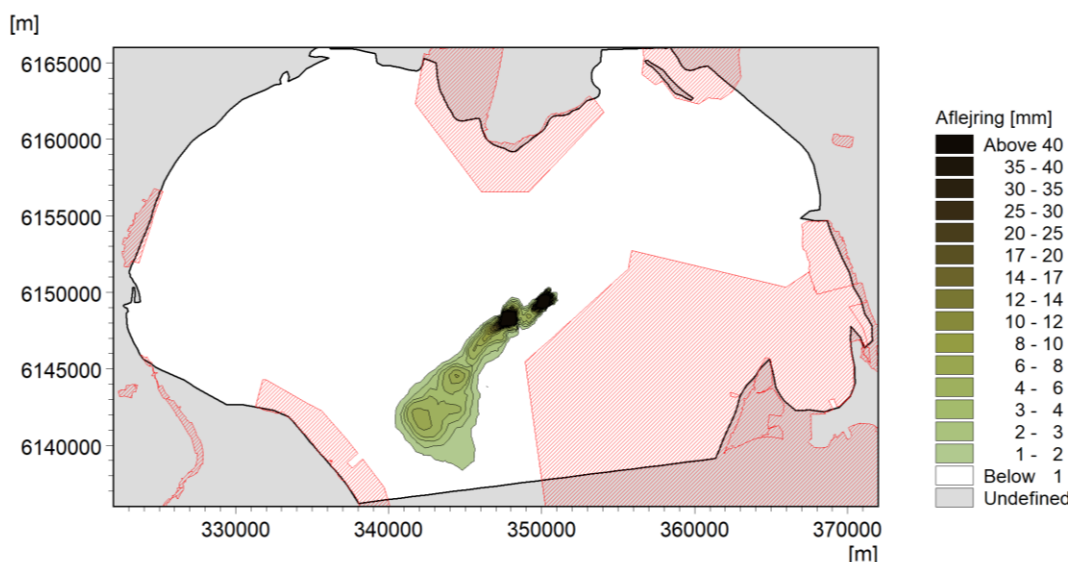 [m]
6165000
6160000
6155000
6150000
6145000
6140000
330000 340000 350000 360000 370000
[m]
Aflejring [mm]
Above 40
35 - 40
30 - 35
25 - 30
20 - 25
17 - 20
14 - 17
12 - 14
10 - 12
8 - 10
6 - 8
4 - 6
3 - 4
2 - 3
1 - 2
Below 1
Undefined